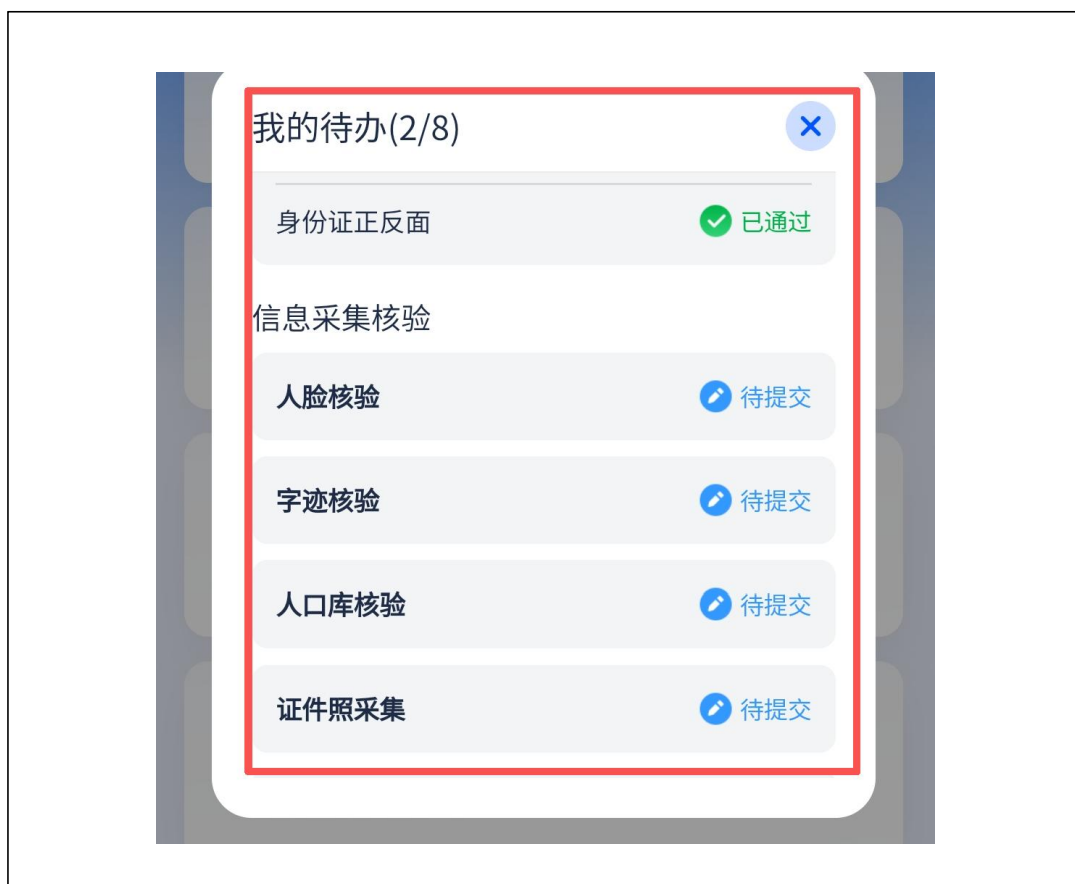 我的待办(2/8)
身份证正反面 已通过
信息采集核验
人脸核验 待提交
字迹核验 待提交
人口库核验 待提交
证件照采集 待提交